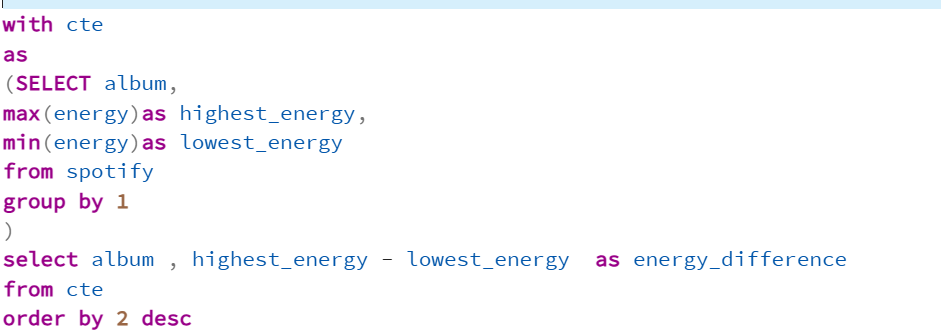 with cte
as
(SELECT album,
max(energy)as highest_energy,
min(energy)as lowest_energy
from spotify
group by 1
)
select album , highest_energy - lowest_energy  as energy_difference
from cte
order by 2 desc